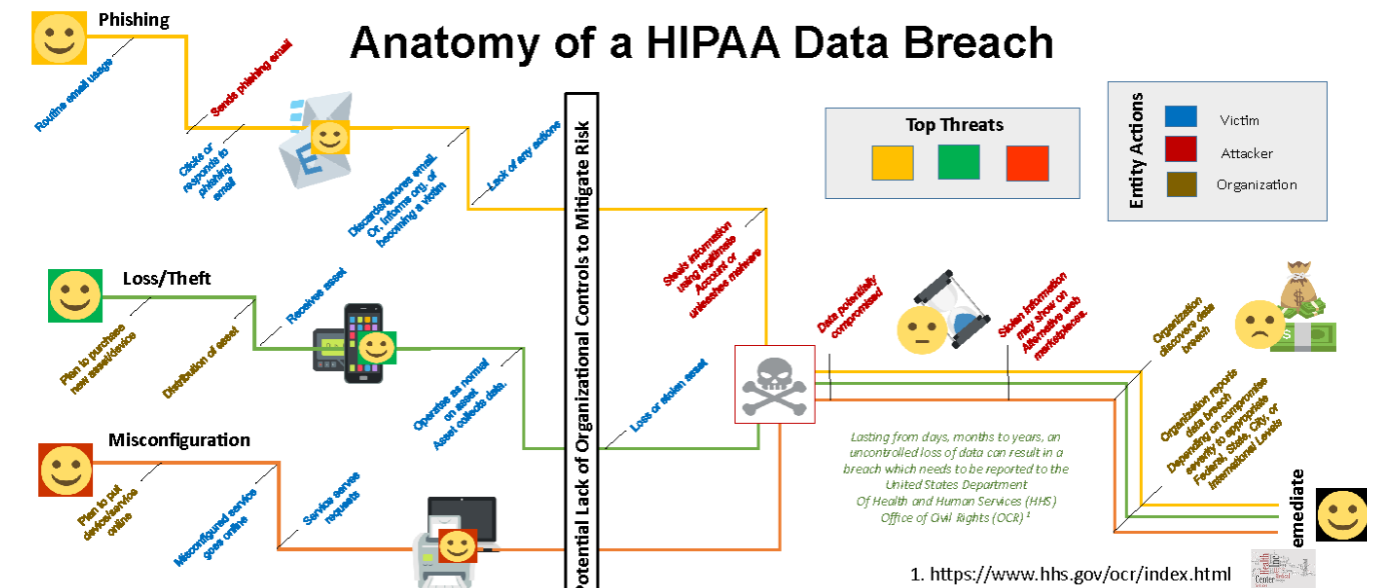 Anatomy of a HIPAA Data Breach
Phishing
Routine email usage
Sends phishing email
Clicks or
responds to
phishing
email
E
Discards/ignores email.
Or, informs org. of
becoming a victim
Lack of any actions
Potential Lack of Organizational Controls to Mitigate Risk
Steals information
using legitimate
Account or
unleashes malware
Top Threats
Entity Actions
Victim
Attacker
Organization
Loss/Theft
Plan to purchase
new asset/device
Distribution of asset
Receives asset
Operates as normal
on asset
Asset collects data.
Loss or stolen asset
Data potentially
compromised
Stolen information
may show on
Alternative web
marketplaces.
Organization
discovers data
breach
Organization reports
data breach
Depending on compromise
severity to appropriate
Federal, State, City, or
International Levels
Misconfiguration
Plan to put
device/service
online
Misconfigured service
goes online
Service serves
requests
Lasting from days, months to years, an
uncontrolled loss of data can result in a
breach which needs to be reported to the
United States Department
Of Health and Human Services (HHS)
Office of Civil Rights (OCR) 1
emediate
1. https://www.hhs.gov/ocr/index.html
Health
Center